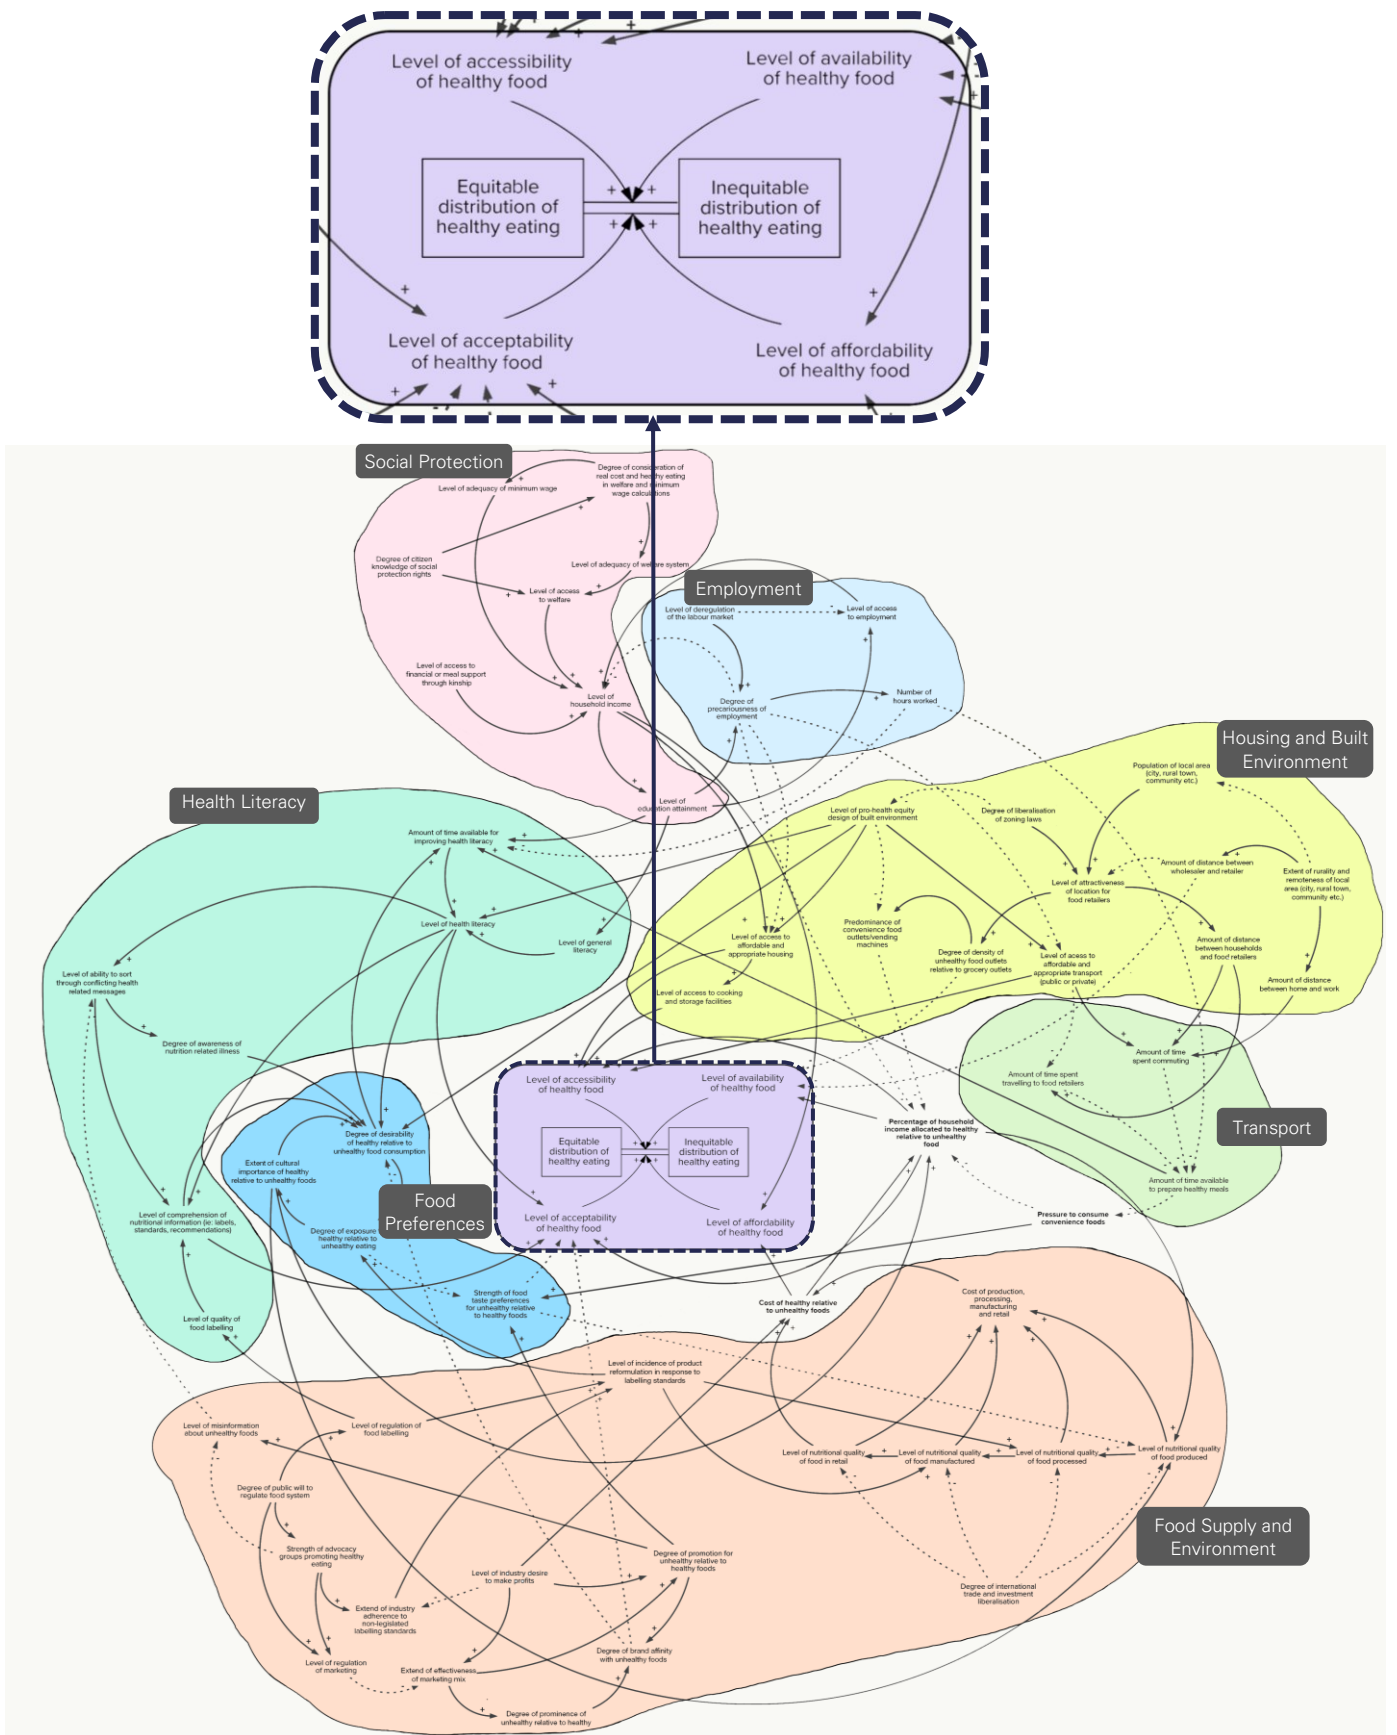 Level of accessibility
of healthy food
Level of availability
of healthy food
Equitable
distribution of
healthy eating
Inequitable
distribution of
healthy eating
Level of acceptability
of healthy food
Level of affordability
of healthy food
Social Protection
Degree of consideration of
real cost and healthy eating
in welfare and minimum
wage calculations
Level of adequacy of minimum wage
Degree of citizen
knowledge of social
protection rights
Level of adequacy of welfare system
Level of access
to welfare
Level of access to
financial or meal support
through kinship
Level of
household income
Level of
education attainment
Employment
Level of deregulation
of the labour market
Level of access
to employment
Degree of
precariousness of
employment
Number of
hours worked
Housing and Built
Environment
Population of local area
(city, rural town,
community etc.)
Level of pro-health equity
design of built environment
Degree of liberalisation
of zoning laws
Amount of distance between
wholesaler and retailer
Extent of rurality and
remoteness of local
area (city, rural town,
community etc.)
Level of attractiveness
of location for
food retailers
Predominance of
convenience food
outlets/vending
machines
Level of access to
affordable and
appropriate housing
Degree of density of
unhealthy food outlets
relative to grocery outlets
Level of acess to
affordable and
appropriate transport
(public or private)
Amount of distance
between households
and food retailers
Amount of distance
between home and work
Level of access to cooking
and storage facilities
Health Literacy
Amount of time available for
improving health literacy
Level of health literacy
Level of general
literacy
Level of ability to sort
through conflicting health
related messages
Degree of awareness of
nutrition related illness
Level of comprehension of
nutritional information (ie: labels,
standards, recommendations)
Level of quality of
food labelling
Transport
Amount of time
spent commuting
Amount of time spent
travelling to food retailers
Amount of time available
to prepare healthy meals
Percentage of household
income allocated to healthy
relative to unhealthy
food
Pressure to consume
convenience foods
Cost of healthy relative
to unhealthy foods
Level of accessibility
of healthy food
Level of availability
of healthy food
Equitable
distribution of
healthy eating
Inequitable
distribution of
healthy eating
Level of acceptability
of healthy food
Level of affordability
of healthy food
Food
Preferences
Degree of desirability
of healthy relative to
unhealthy food consumption
Extent of cultural
importance of healthy
relative to unhealthy foods
Degree of exposure
healthy relative to
unhealthy eating
Strength of food
taste preferences
for unhealthy relative
to healthy foods
Food Supply and
Environment
Cost of production,
processing,
manufacturing
and retail
Level of incidence of product
reformulation in response to
labelling standards
Level of misinformation
about unhealthy foods
Level of regulation of
food labelling
Level of nutritional quality
of food in retail
Level of nutritional quality
of food manufactured
Level of nutritional quality
of food processed
Level of nutritional quality
of food produced
Degree of public will to
regulate food system
Strength of advocacy
groups promoting healthy
eating
Level of industry desire
to make profits
Degree of promotion for
unhealthy relative to
healthy foods
Degree of international
trade and investment
liberalisation
Extend of industry
adherence to
non-legislated
labelling standards
Level of regulation
of marketing
Extend of effectiveness
of marketing mix
Degree of brand affinity
with unhealthy foods
Degree of prominence of
unhealthy relative to healthy